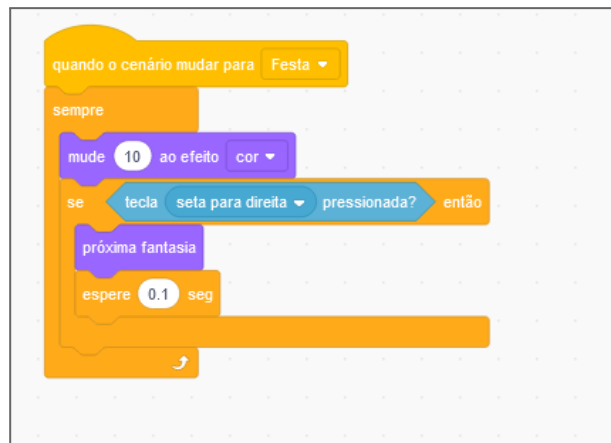 quando o cenário mudar para Festa
sempre
mude 10 ao efeito cor
se tecla seta para direita pressionada? então
próxima fantasia
espere 0.1 seg